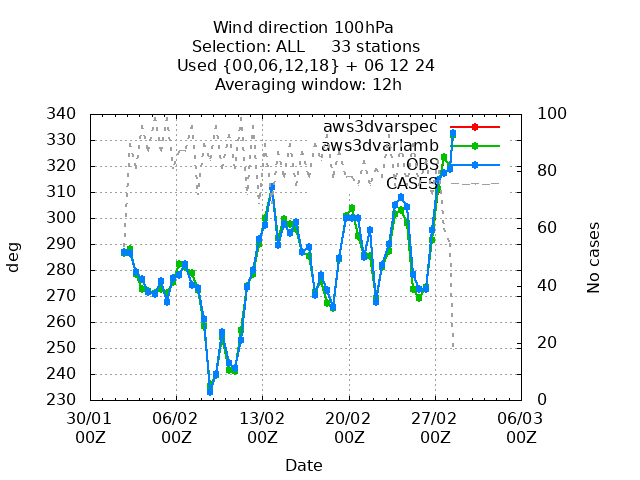 Wind direction 100hPa
Selection: ALL 33 stations
Used {00,06,12,18} + 06 12 24
Averaging window: 12h
340 100
330
320 80
310
300 60
290
280
270 40
260
250 20
240
230 0
aws3dvarspec
aws3dvarlamb
OBS
CASES
deg
No cases
30/01 06/02 13/02 20/02 27/02 06/03
00Z 00Z 00Z 00Z 00Z 00Z
Date